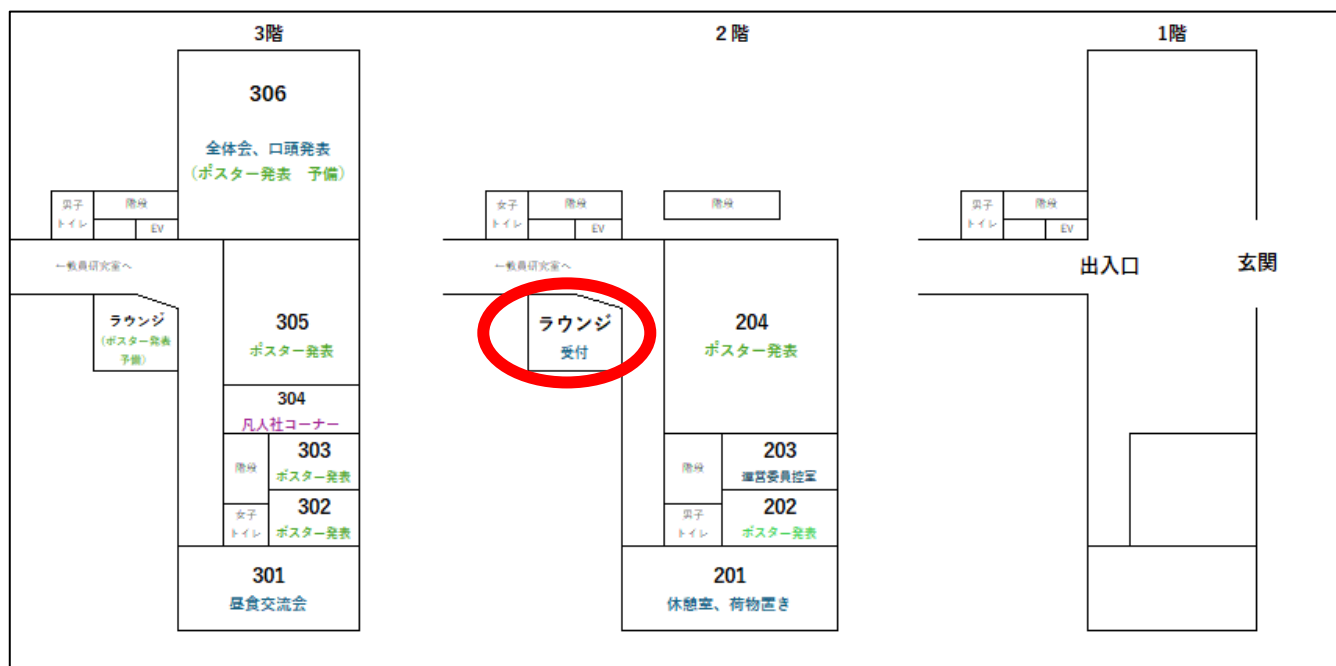 3階
306
全体会、口頭発表
（ポスター発表　予備）
男子
トイレ
階段
EV
←教員研究室へ
ラウンジ
（ポスター発表
予備）
305
ポスター発表
304
凡人社コーナー
階段
303
ポスター発表
女子
トイレ
302
ポスター発表
301
昼食交流会
２階
女子
トイレ
階段
EV
階段
←教員研究室へ
ラウンジ
受付
204
ポスター発表
階段
203
運営委員控室
男子
トイレ
202
ポスター発表
201
休憩室、荷物置き
1階
男子
トイレ
階段
EV
出入口
玄関